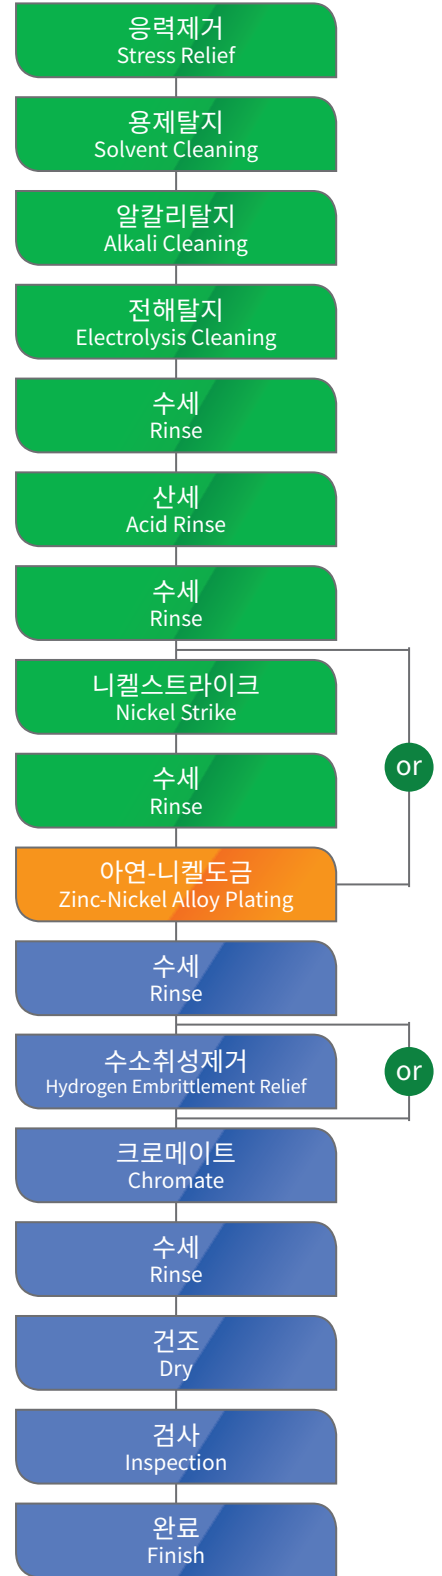 응력제거
Stress Relief
용제탈지
Solvent Cleaning
알칼리탈지
Alkali Cleaning
전해탈지
Electrolysis Cleaning
수세
Rinse
산세
Acid Rinse
수세
Rinse
니켈스트라이크
Nickel Strike
수세
Rinse
or
아연-니켈도금
Zinc-Nickel Alloy Plating
수세
Rinse
수소취성제거
Hydrogen Embrittlement Relief
or
크로메이트
Chromate
수세
Rinse
건조
Dry
검사
Inspection
완료
Finish